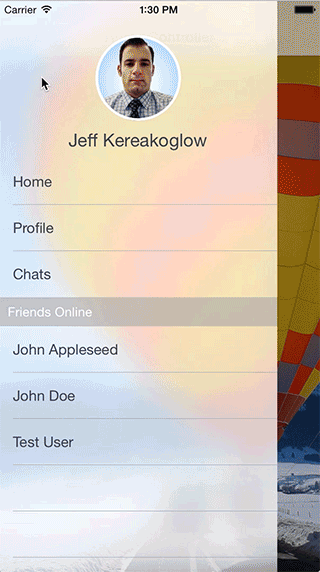 Carrier 1:30 PM
Jeff Kereakoglow
Home
Profile
Chats
Friends Online
John Appleseed
John Doe
Test User